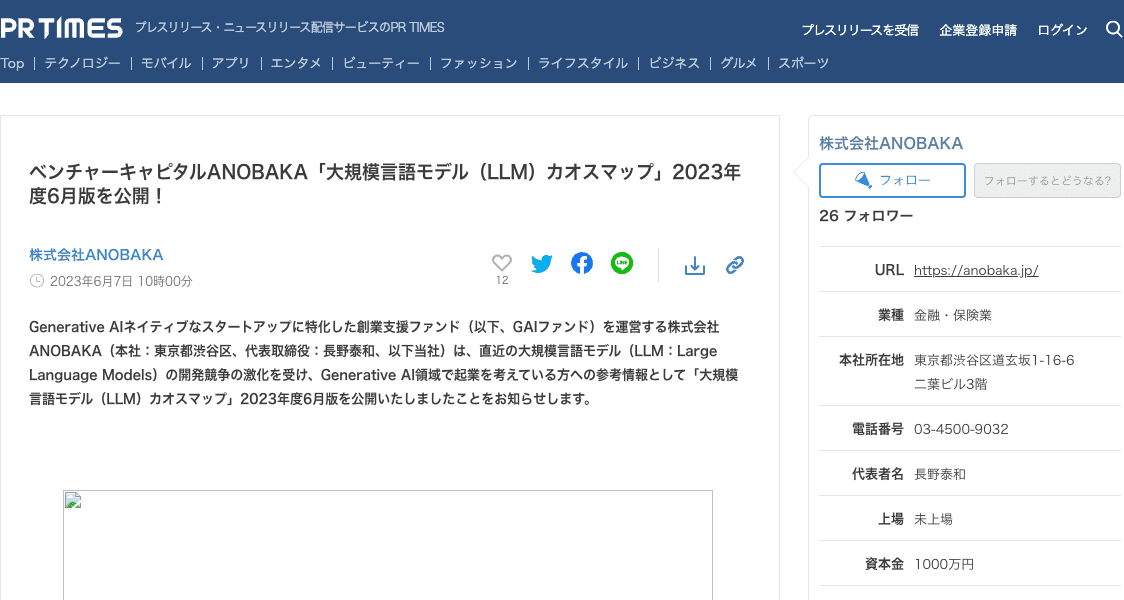 PR TIMES プレスリリース・ニュースリリース配信サービスのPR TIMES
プレスリリースを受信 企業登録申請 ログイン
Top | テクノロジー | モバイル | アプリ | エンタメ | ビューティー | ファッション | ライフスタイル | ビジネス | グルメ | スポーツ
ベンチャーキャピタルANOBAKA「大規模言語モデル（LLM）カオスマップ」2023年
度6月版を公開！
株式会社ANOBAKA
2023年6月7日 10時00分
12
LINE
Generative AIネイティブなスタートアップに特化した創業支援ファンド（以下、GAIファンド）を運営する株式会社
ANOBAKA（本社：東京都渋谷区、代表取締役：長野泰和、以下当社）は、直近の大規模言語モデル（LLM：Large
Language Models）の開発競争の激化を受け、Generative AI領域で起業を考えている方への参考情報として「大規模
言語モデル（LLM）カオスマップ」2023年度6月版を公開いたしましたことをお知らせします。
株式会社ANOBAKA
フォロー
フォローするとどうなる?
26 フォロワー
URL https://anobaka.jp/
業種 金融・保険業
本社所在地 東京都渋谷区道玄坂1-16-6
二葉ビル3階
電話番号 03-4500-9032
代表者名 長野泰和
上場 未上場
資本金 1000万円